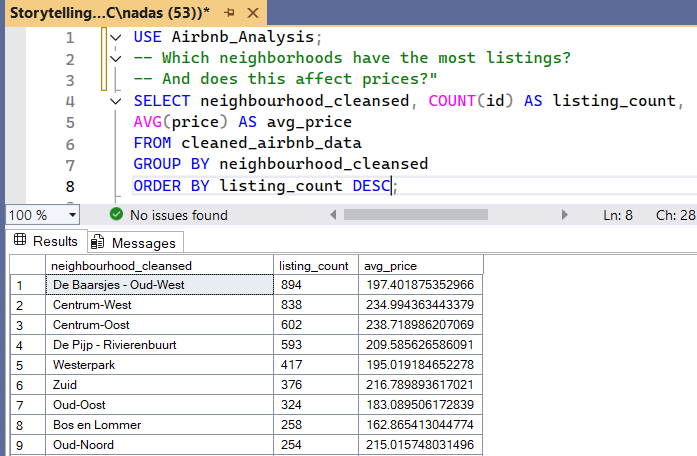 Storytelling...C\nadas (53))*
1 USE Airbnb_Analysis;
2 -- Which neighborhoods have the most listings?
3 -- And does this affect prices?"
4 SELECT neighbourhood_cleansed, COUNT(id) AS listing_count,
5 AVG(price) AS avg_price
6 FROM cleaned_airbnb_data
7 GROUP BY neighbourhood_cleansed
8 ORDER BY listing_count DESC;
100 % No issues found Ln: 8 Ch: 28
Results Messages
neighbourhood_cleansed listing_count avg_price
1 De Baarsjes - Oud-West 894 197.401875352966
2 Centrum-West 838 234.994363443379
3 Centrum-Oost 602 238.718986207069
4 De Pijp - Rivierenbuurt 593 209.585626586091
5 Westerpark 417 195.019184652278
6 Zuid 376 216.789893617021
7 Oud-Oost 324 183.089506172839
8 Bos en Lommer 258 162.865413044774
9 Oud-Noord 254 215.015748031496